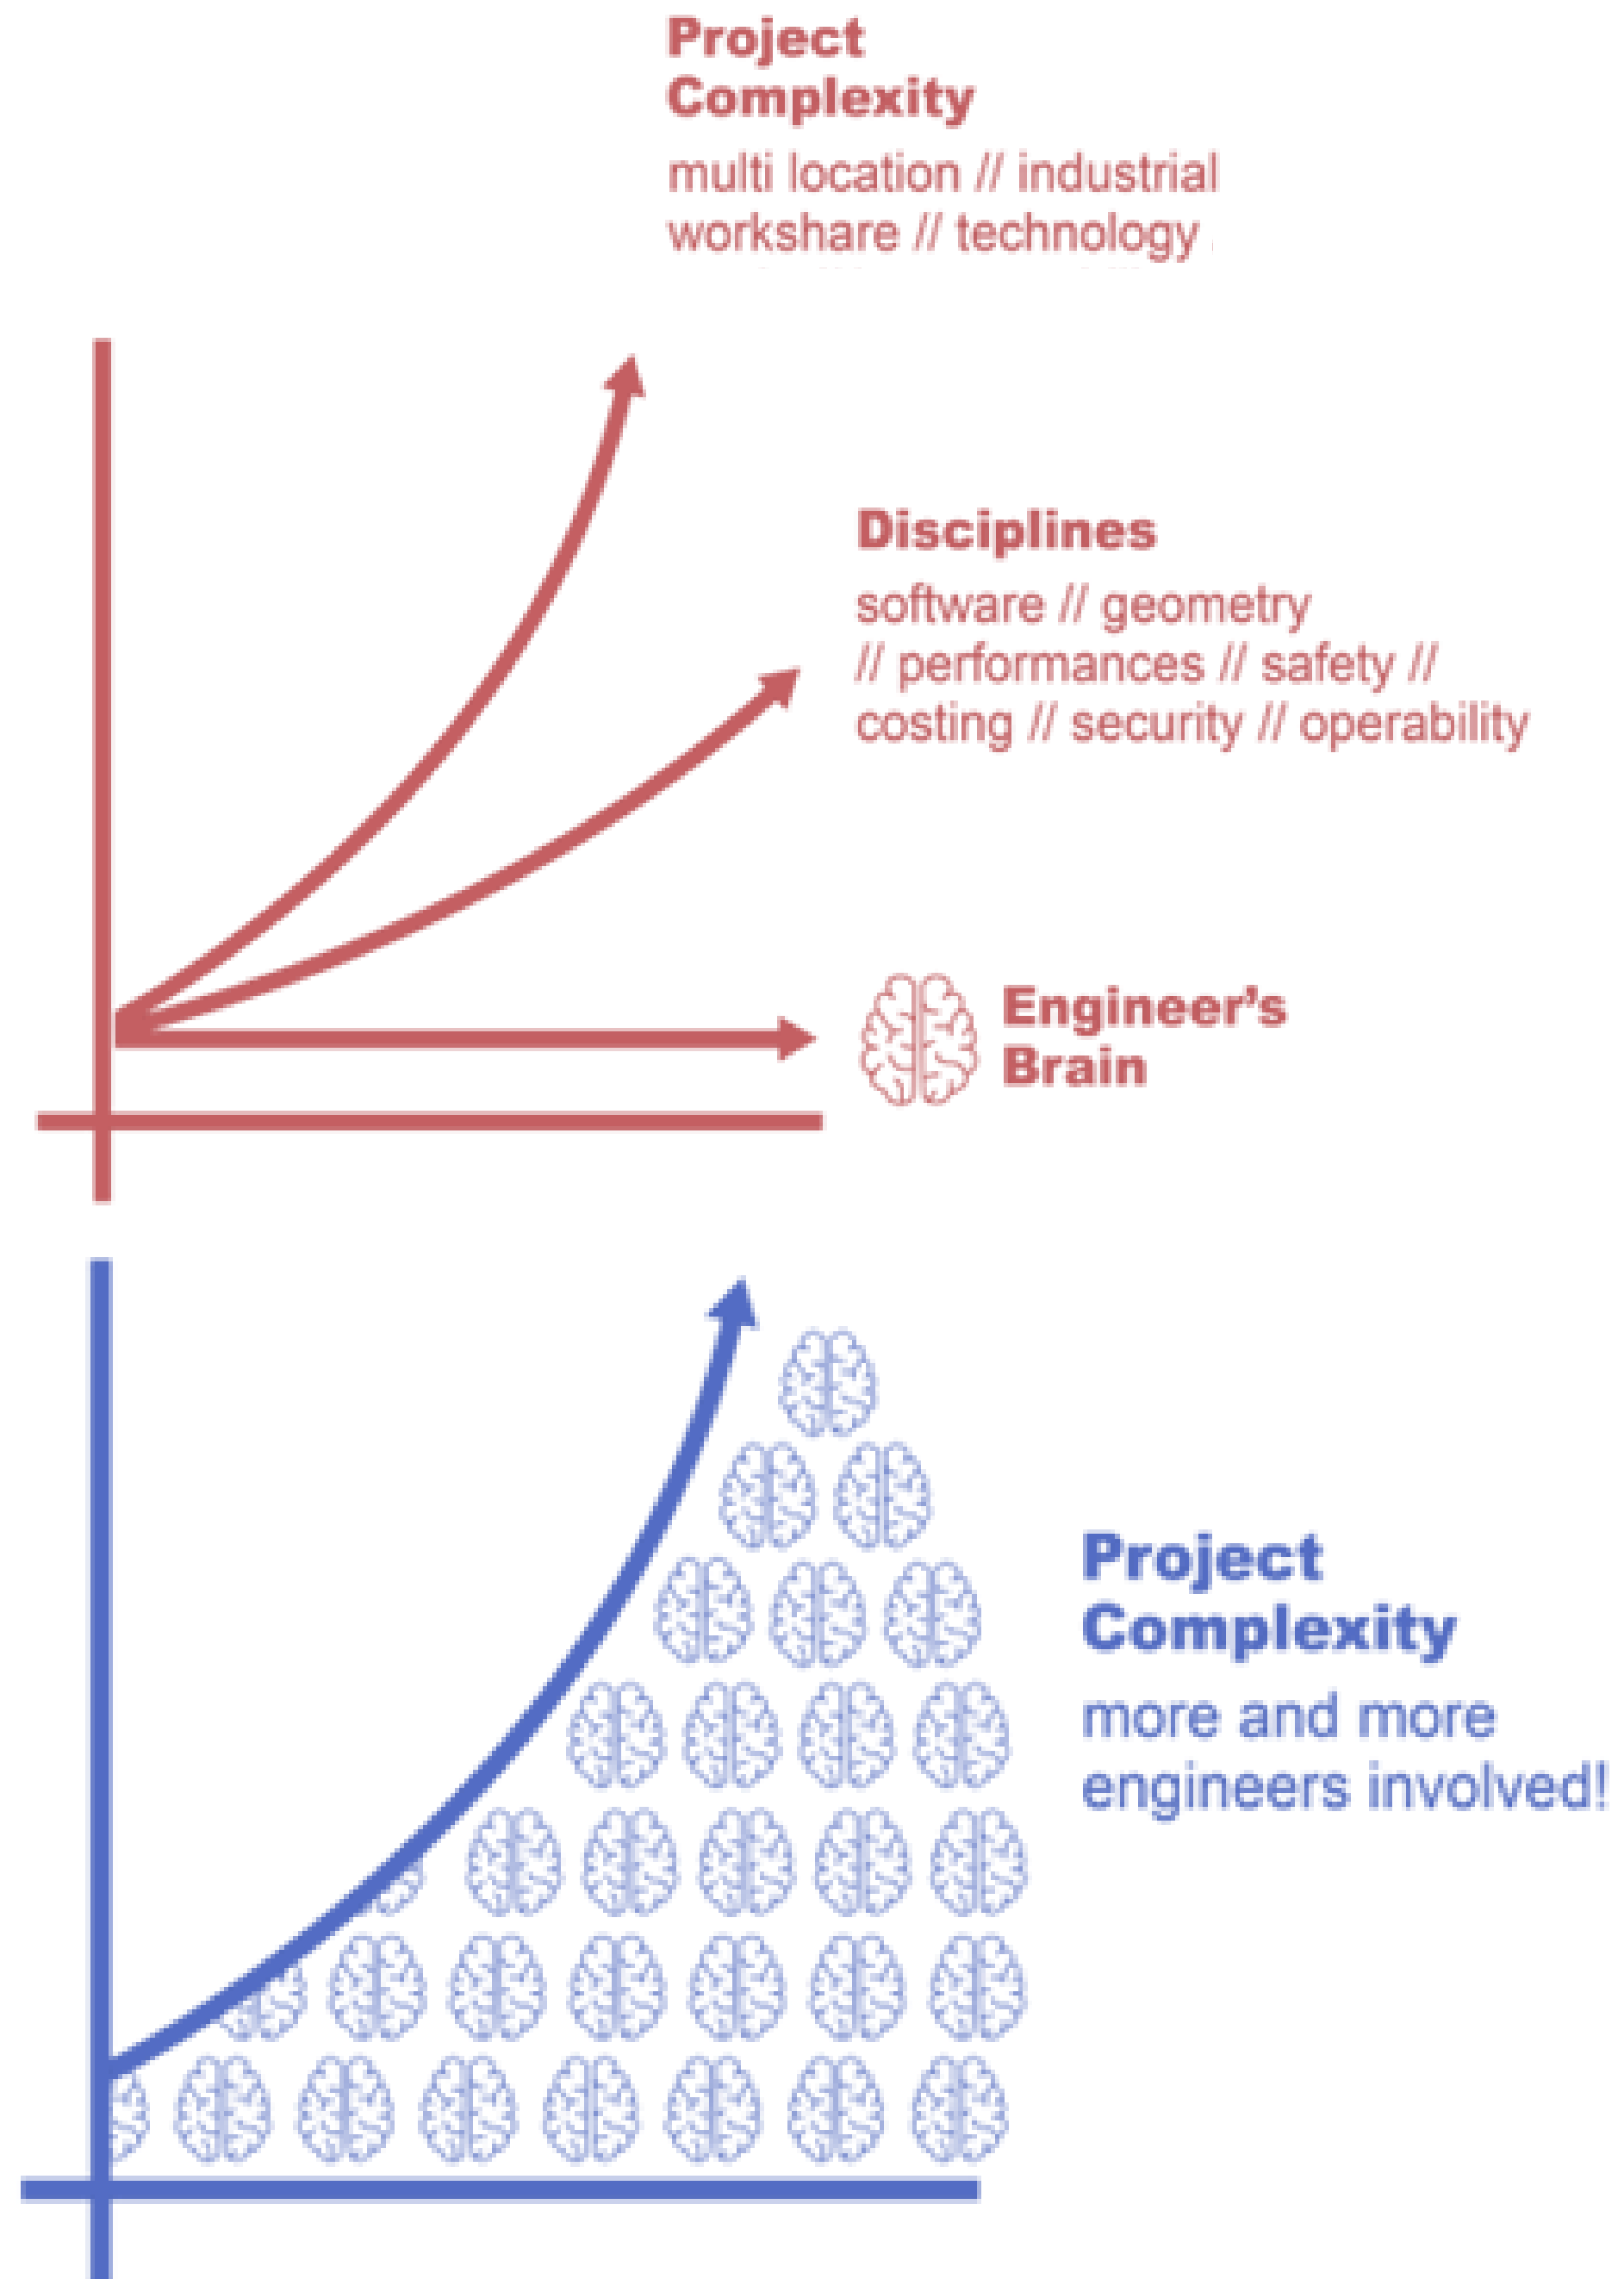 Project
Complexity
multi location // industrial
workshare // technology
Disciplines
software // geometry
// performances // safety //
costing // security // operability
Engineer's
Brain
Project
Complexity
more and more
engineers involved!